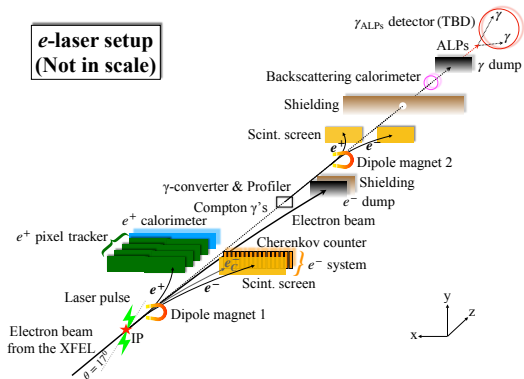 e-laser setup
(Not in scale)
γALPs detector (TBD)
γ
γ
ALPs
γ dump
Backscattering calorimeter
Shielding
Scint. screen
e+
e−
Dipole magnet 2
γ-converter & Profiler
Shielding
e− dump
Compton γ's
Electron beam
e+ calorimeter
e+ pixel tracker
Cherenkov counter
e−C
e− system
Scint. screen
Laser pulse
e+
e−
Dipole magnet 1
IP
Electron beam
from the XFEL
θ = 17⁰
y
z
x